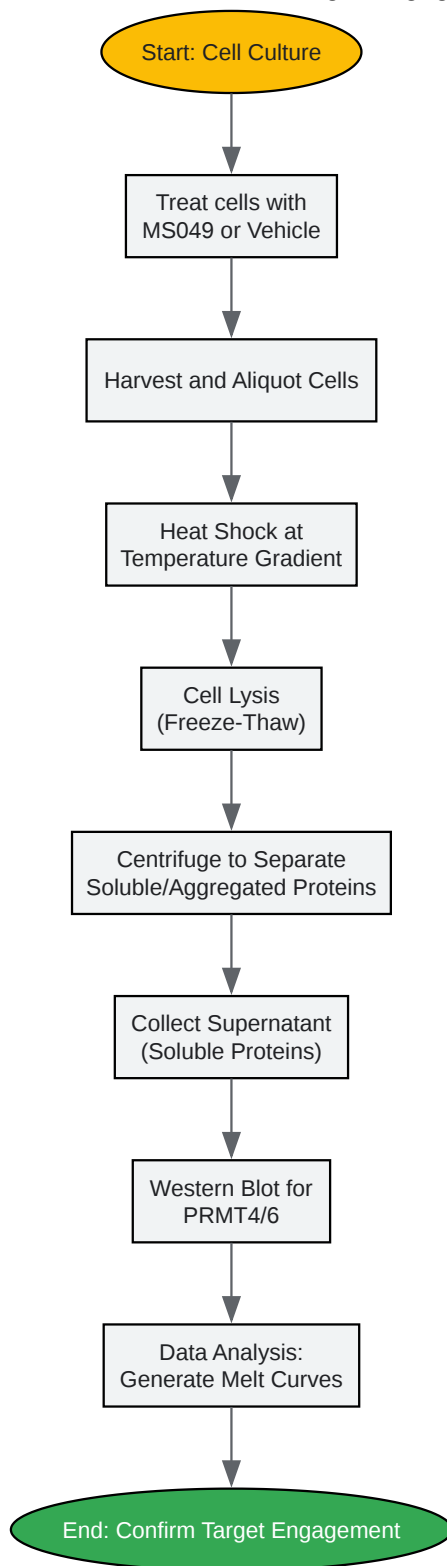 Start: Cell Culture
Treat cells with
MS049 or Vehicle
Harvest and Aliquot Cells
Heat Shock at
Temperature Gradient
Cell Lysis
(Freeze-Thaw)
Centrifuge to Separate
Soluble/Aggregated Proteins
Collect Supernatant
(Soluble Proteins)
Western Blot for
PRMT4/6
Data Analysis:
Generate Melt Curves
End: Confirm Target Engagement